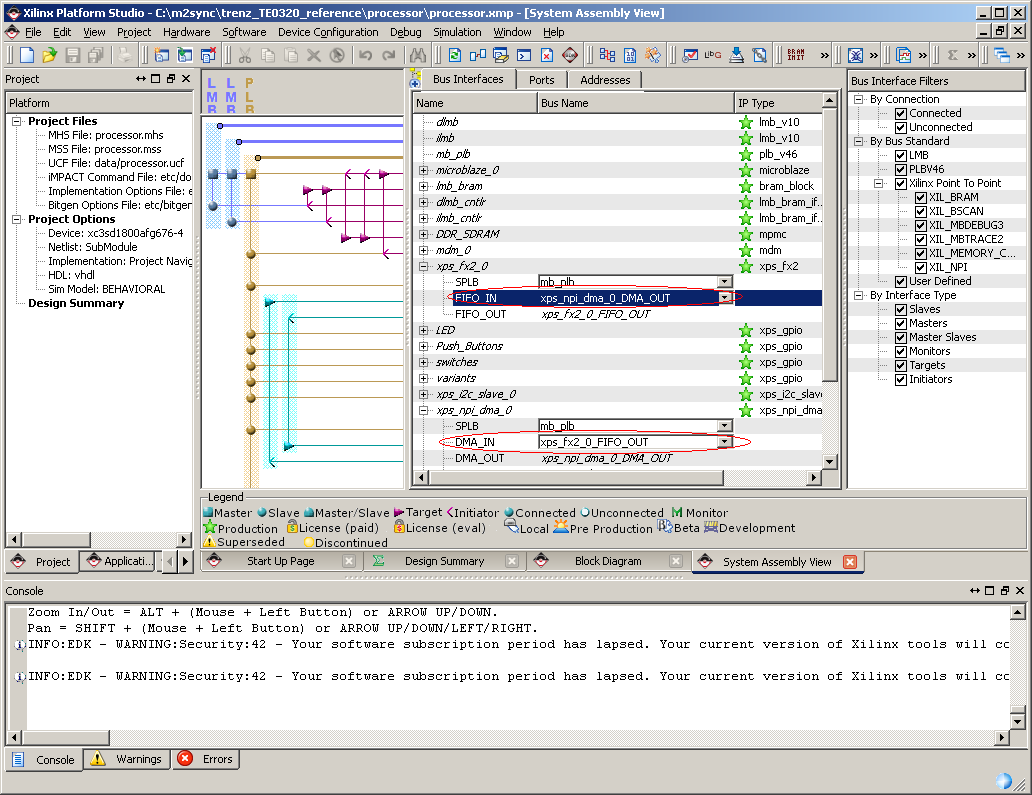 Xilinx Platform Studio - C:\m2sync\trenz_TE0320_reference\processor\processor.xmp - [System Assembly View]
File Edit View Project Hardware Software Device Configuration Debug Simulation Window Help
Project
Platform
Project Files
MHS File: processor.mhs
MSS File: processor.mss
UCF File: data/processor.ucf
iMPACT Command File: etc/do
Implementation Options File: e
Bitgen Options File: etc/bitgen
Project Options
Device: xc3sd1800afg676-4
Netlist: SubModule
Implementation: Project Navig
HDL: vhdl
Sim Model: BEHAVIORAL
Design Summary
Project
Applicati...
L L P
M M L
B B B
Bus Interfaces Ports Addresses
Name Bus Name IP Type
dlmb lmb_v10
ilmb lmb_v10
mb_plb plb_v46
microblaze_0 microblaze
lmb_bram bram_block
dlmb_cntlr lmb_bram_if..
ilmb_cntlr lmb_bram_if..
DDR_SDRAM mpmc
mdm_0 mdm
xps_fx2_0 xps_fx2
SPLB mb_plb
FIFO_IN xps_npi_dma_0_DMA_OUT
FIFO_OUT xps_fx2_0_FIFO_OUT
LED xps_gpio
Push_Buttons xps_gpio
switches xps_gpio
variants xps_gpio
xps_i2c_slave_0 xps_i2c_slav
xps_npi_dma_0 xps_npi_dma
SPLB mb_plb
DMA_IN xps_fx2_0_FIFO_OUT
DMA_OUT xps_npi_dma_0_DMA_OUT
Bus Interface Filters
By Connection
Connected
Unconnected
By Bus Standard
LMB
PLBV46
Xilinx Point To Point
XIL_BRAM
XIL_BSCAN
XIL_MBDEBUG3
XIL_MBTRACE2
XIL_MEMORY_C...
XIL_NPI
User Defined
By Interface Type
Slaves
Masters
Master Slaves
Monitors
Targets
Initiators
Legend
Master Slave Master/Slave Target Initiator Connected Unconnected M Monitor
Production License (paid) License (eval) Local Pre Production Beta Development
Superseded Discontinued
Start Up Page Design Summary Block Diagram System Assembly View
Console
Zoom In/Out = ALT + (Mouse + Left Button) or ARROW UP/DOWN.
Pan = SHIFT + (Mouse + Left Button) or ARROW UP/DOWN/LEFT/RIGHT.
INFO:EDK - WARNING:Security:42 - Your software subscription period has lapsed. Your current version of Xilinx tools will co
INFO:EDK - WARNING:Security:42 - Your software subscription period has lapsed. Your current version of Xilinx tools will co
Console Warnings Errors